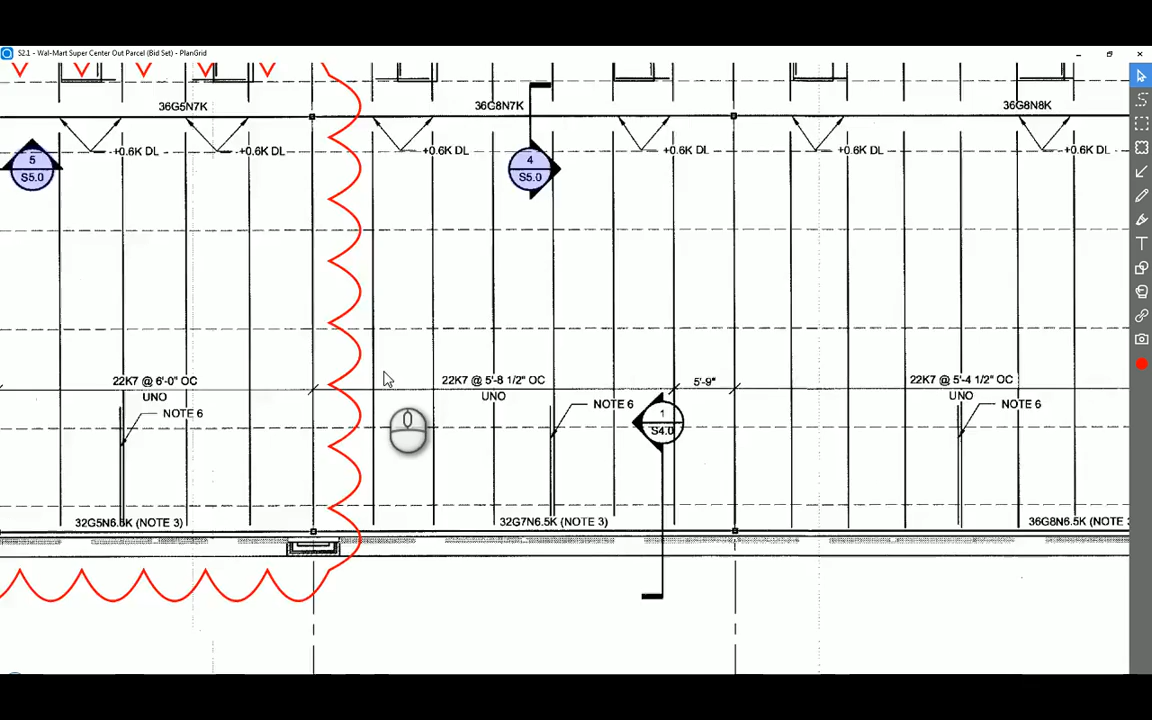 S2.1 - Wal-Mart Super Center Out Parcel (Bid Set) - PlanGrid
36G5N7K
36G8N7K
36G8N8K
+0.6K DL
+0.6K DL
+0.6K DL
+0.6K DL
+0.6K DL
+0.6K DL
5
S5.0
4
S5.0
22K7 @ 6'-0" OC
UNO
22K7 @ 5'-8 1/2" OC
UNO
5'-9"
22K7 @ 5'-4 1/2" OC
UNO
NOTE 6
NOTE 6
NOTE 6
1
S4.0
T
32G5N6.5K (NOTE 3)
32G7N6.5K (NOTE 3)
36G8N6.5K (NOTE